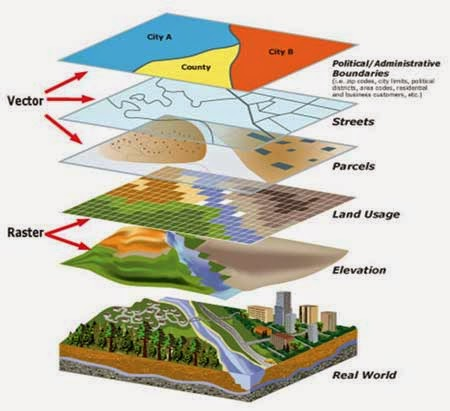 City A
City B
County
Political/Administrative
Boundaries
(i.e. zip codes, city limits, political
districts, area codes, residential
and business customers, etc.)
Vector
Streets
Parcels
Land Usage
Raster
Elevation
Real World